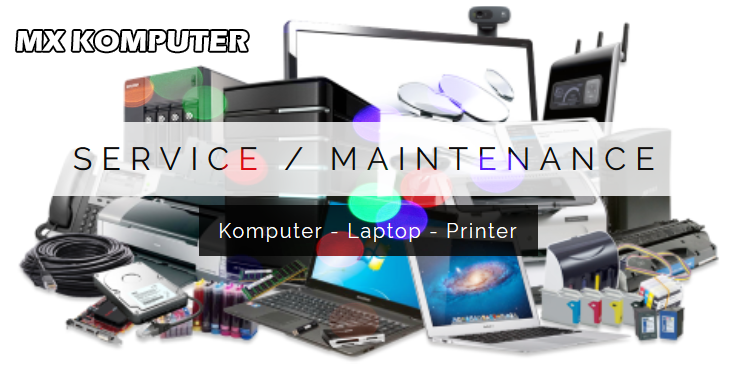 MX KOMPUTER
SERVICE / MAINTENANCE
Komputer - Laptop - Printer